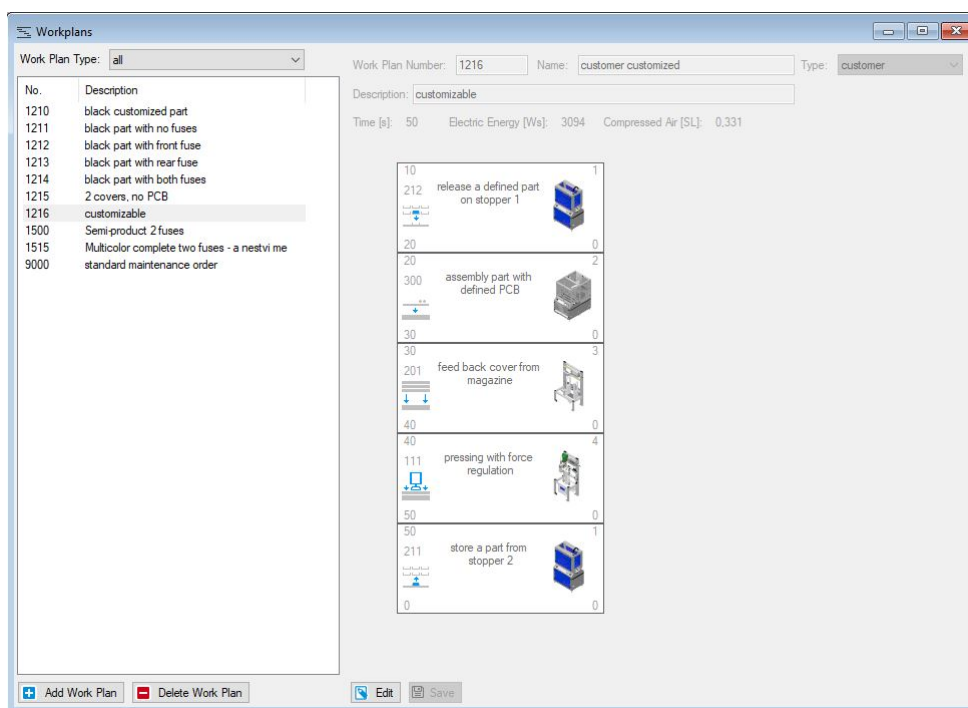 Workplans
Work Plan Type: all
No. Description
1210 black customized part
1211 black part with no fuses
1212 black part with front fuse
1213 black part with rear fuse
1214 black part with both fuses
1215 2 covers, no PCB
1216 customizable
1500 Semi-product 2 fuses
1515 Multicolor complete two fuses - a nestvi me
9000 standard maintenance order
Add Work Plan Delete Work Plan
Work Plan Number: 1216 Name: customer customized Type: customer
Description: customizable
Time [s]: 50 Electric Energy [Ws]: 3094 Compressed Air [SL]: 0,331
10 1
212 release a defined part
on stopper 1
20 0
20 2
300 assembly part with
defined PCB
30 0
30 3
201 feed back cover from
magazine
40 0
40 4
111 pressing with force
regulation
50 0
50 1
211 store a part from
stopper 2
0 0
Edit Save